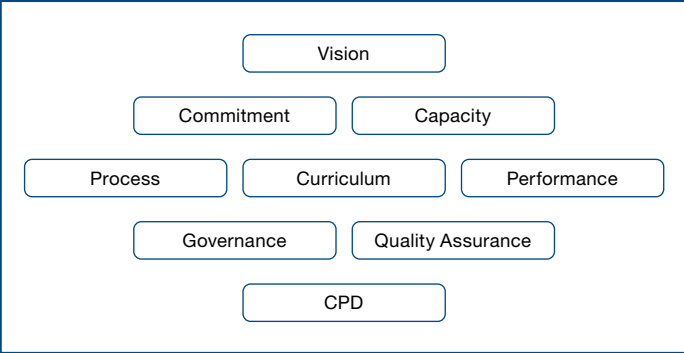 Vision
Commitment Capacity
Process Curriculum Performance
Governance Quality Assurance
CPD